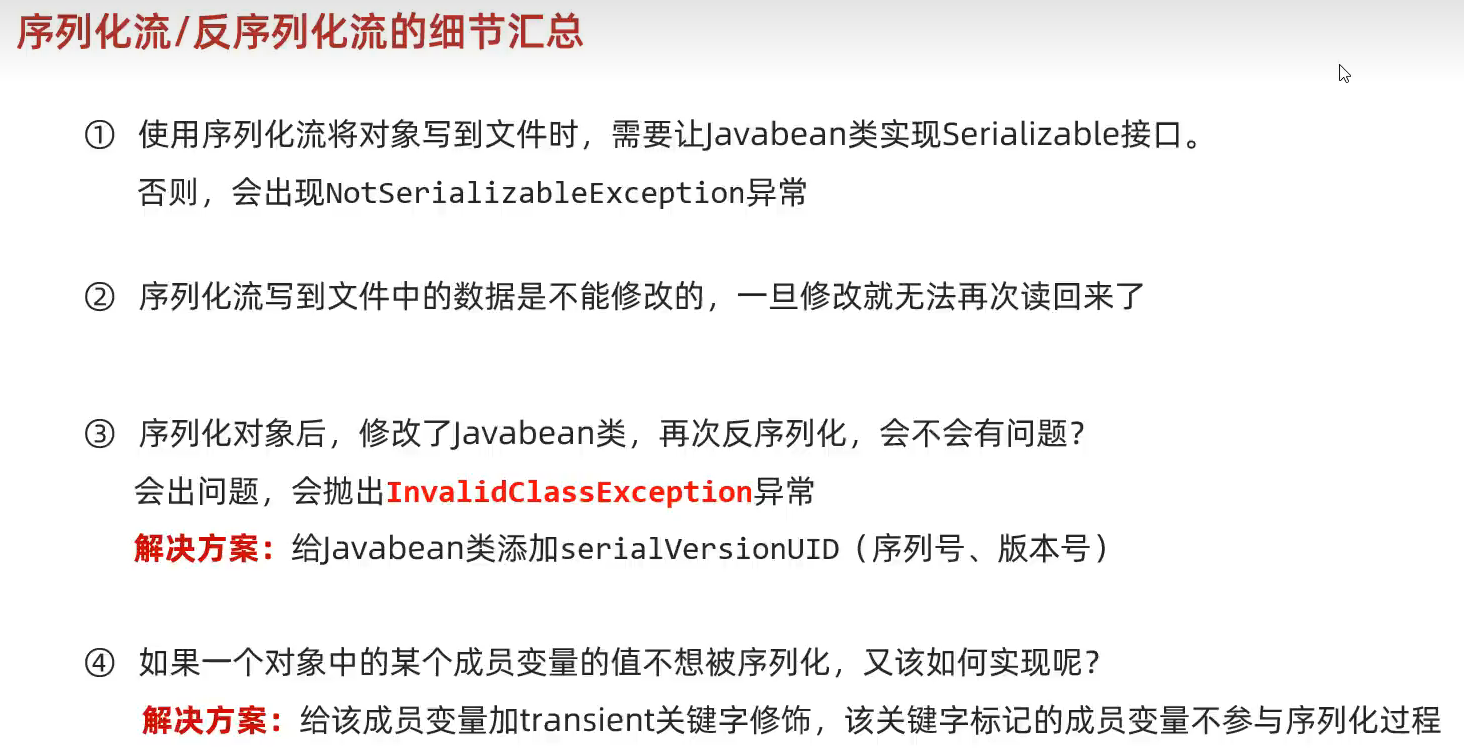 序列化流/反序列化流的细节汇总
① 使用序列化流将对象写到文件时，需要让Javabean类实现Serializable接口。
否则，会出现NotSerializableException异常
② 序列化流写到文件中的数据是不能修改的，一旦修改就无法再次读回来了
③ 序列化对象后，修改了Javabean类，再次反序列化，会不会有问题？
会出问题，会抛出InvalidClassException异常
解决方案：给Javabean类添加serialVersionUID（序列号、版本号）
④ 如果一个对象中的某个成员变量的值不想被序列化，又该如何实现呢？
解决方案：给该成员变量加transient关键字修饰，该关键字标记的成员变量不参与序列化过程